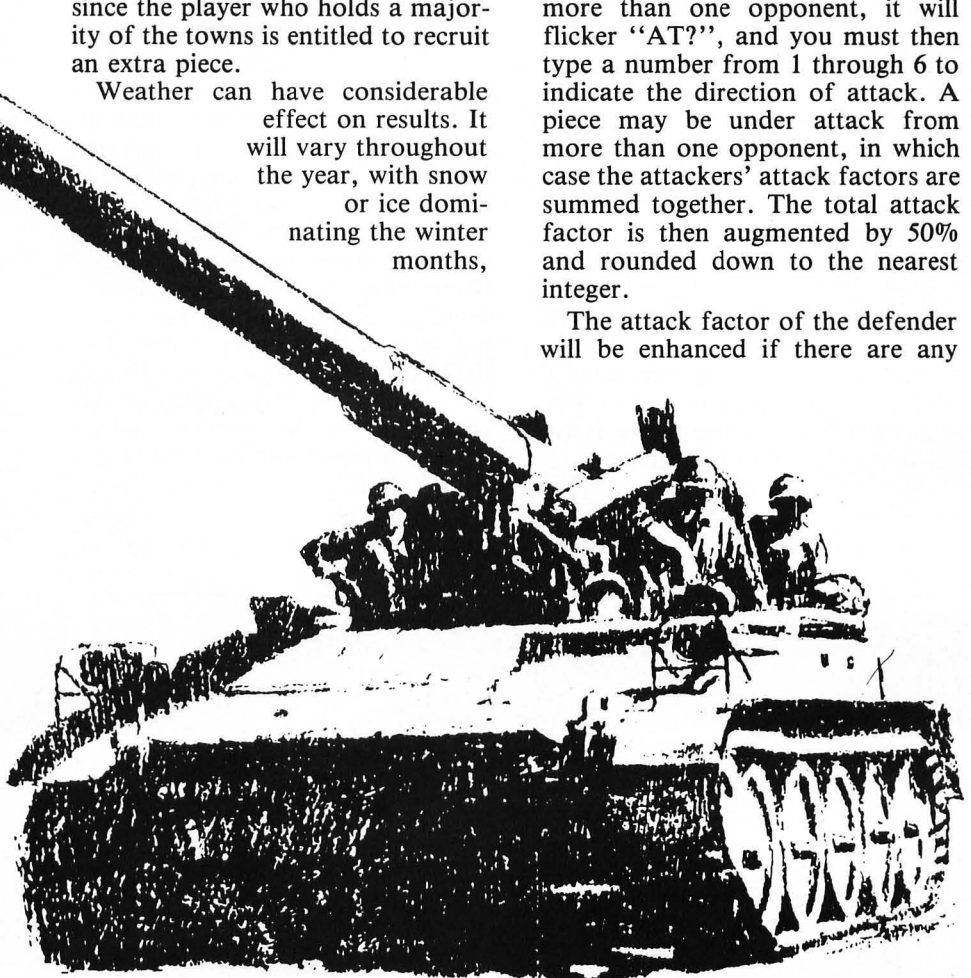 since the player who holds a major-
ity of the towns is entitled to recruit
an extra piece.
Weather can have considerable
effect on results. It
will vary throughout
the year, with snow
or ice domi-
nating the winter
months,
more than one opponent, it will
flicker “AT?”, and you must then
type a number from 1 through 6 to
indicate the direction of attack. A
piece may be under attack from
more than one opponent, in which
case the attackers’ attack factors are
summed together. The total attack
factor is then augmented by 50%
and rounded down to the nearest
integer.
The attack factor of the defender
will be enhanced if there are any